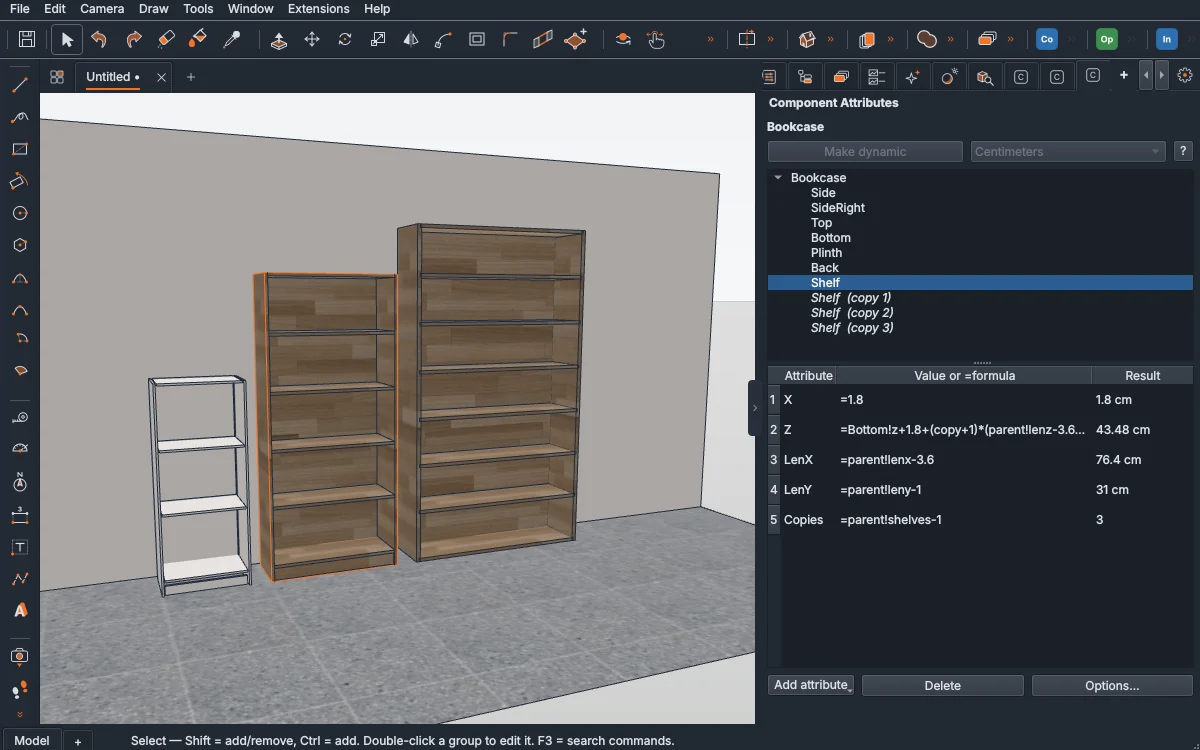 File Edit Camera Draw Tools Window Extensions Help
Co Op In
Untitled •
C C C
Component Attributes
Bookcase
Make dynamic Centimeters ?
Bookcase
Side
SideRight
Top
Bottom
Plinth
Back
Shelf
Shelf (copy 1)
Shelf (copy 2)
Shelf (copy 3)
Attribute Value or =formula Result
1 X =1.8 1.8 cm
2 Z =Bottom!z+1.8+(copy+1)*(parent!lenz-3.6... 43.48 cm
3 LenX =parent!lenx-3.6 76.4 cm
4 LenY =parent!leny-1 31 cm
5 Copies =parent!shelves-1 3
N
3
T
A
Add attribute Delete Options...
Model + Select — Shift = add/remove, Ctrl = add. Double-click a group to edit it. F3 = search commands.